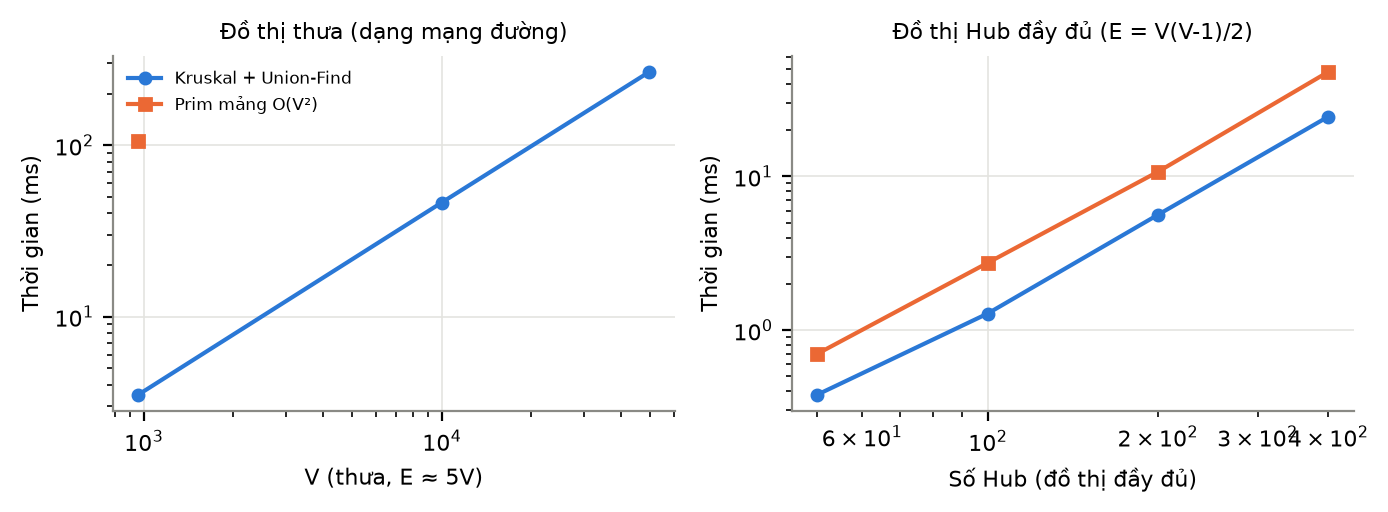 Đồ thị thưa (dạng mạng đường)
Kruskal + Union-Find
Prim mảng O(V²)
Thời gian (ms)
10²
10¹
10³
10⁴
V (thưa, E ≈ 5V)
Đồ thị Hub đầy đủ (E = V(V-1)/2)
Thời gian (ms)
10¹
10⁰
6 × 10¹
10²
2 × 10²
3 × 10²
4 × 10²
Số Hub (đồ thị đầy đủ)